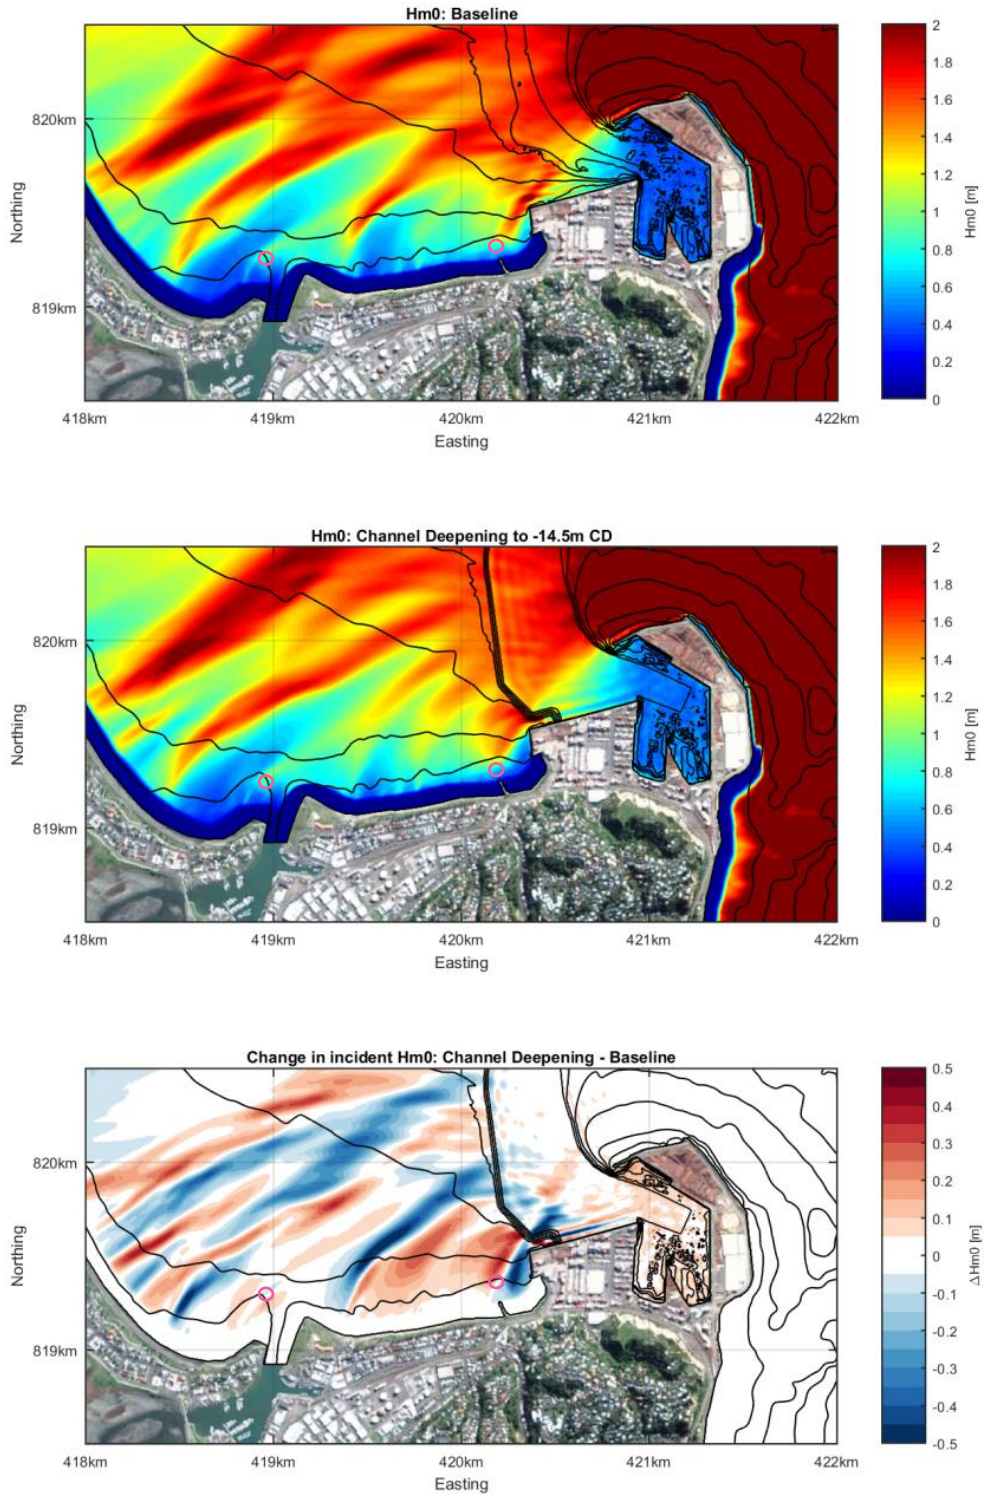 Hm0: Baseline
2
1.8
820km
1.6
1.4
1.2
Northing
1
Hm0 [m]
0.8
0.6
819km
0.4
0.2
0
418km 419km 420km 421km 422km
Easting
Hm0: Channel Deepening to -14.5m CD
2
1.8
820km
1.6
1.4
1.2
Northing
1
Hm0 [m]
0.8
0.6
819km
0.4
0.2
0
418km 419km 420km 421km 422km
Easting
Change in incident Hm0: Channel Deepening - Baseline
0.5
0.4
820km
0.3
0.2
0.1
Northing
0
ΔHm0 [m]
-0.1
-0.2
819km
-0.3
-0.4
-0.5
418km 419km 420km 421km 422km
Easting